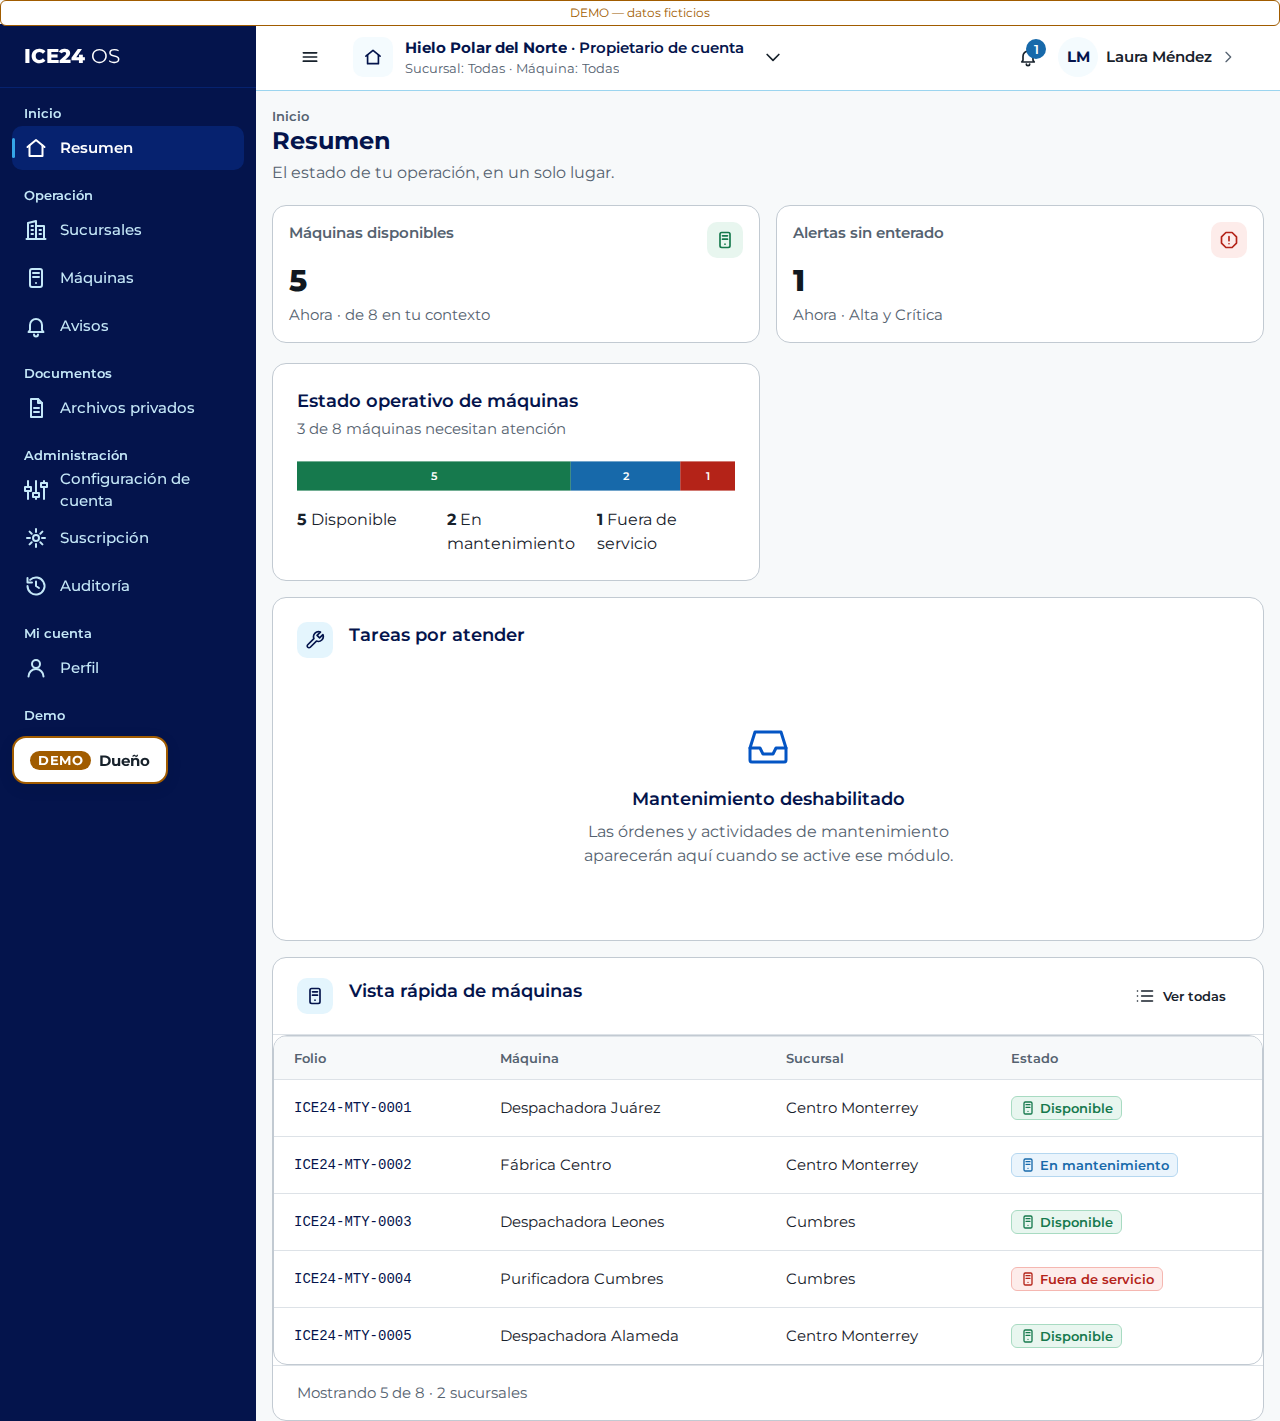 DEMO — datos ficticios
ICE24 OS
Inicio
Resumen
Operación
Sucursales
Máquinas
Avisos
Documentos
Archivos privados
Administración
Configuración de
cuenta
Suscripción
Auditoría
Mi cuenta
Perfil
Demo
DEMO Dueño
Hielo Polar del Norte · Propietario de cuenta
Sucursal: Todas · Máquina: Todas
1
LM Laura Méndez
Inicio
Resumen
El estado de tu operación, en un solo lugar.
Máquinas disponibles
5
Ahora · de 8 en tu contexto
Alertas sin enterado
1
Ahora · Alta y Crítica
Estado operativo de máquinas
3 de 8 máquinas necesitan atención
5 2 1
5 Disponible
2 En
mantenimiento
1 Fuera de
servicio
Tareas por atender
Mantenimiento deshabilitado
Las órdenes y actividades de mantenimiento
aparecerán aquí cuando se active ese módulo.
Vista rápida de máquinas
Ver todas
Folio Máquina Sucursal Estado
ICE24-MTY-0001 Despachadora Juárez Centro Monterrey Disponible
ICE24-MTY-0002 Fábrica Centro Centro Monterrey En mantenimiento
ICE24-MTY-0003 Despachadora Leones Cumbres Disponible
ICE24-MTY-0004 Purificadora Cumbres Cumbres Fuera de servicio
ICE24-MTY-0005 Despachadora Alameda Centro Monterrey Disponible
Mostrando 5 de 8 · 2 sucursales